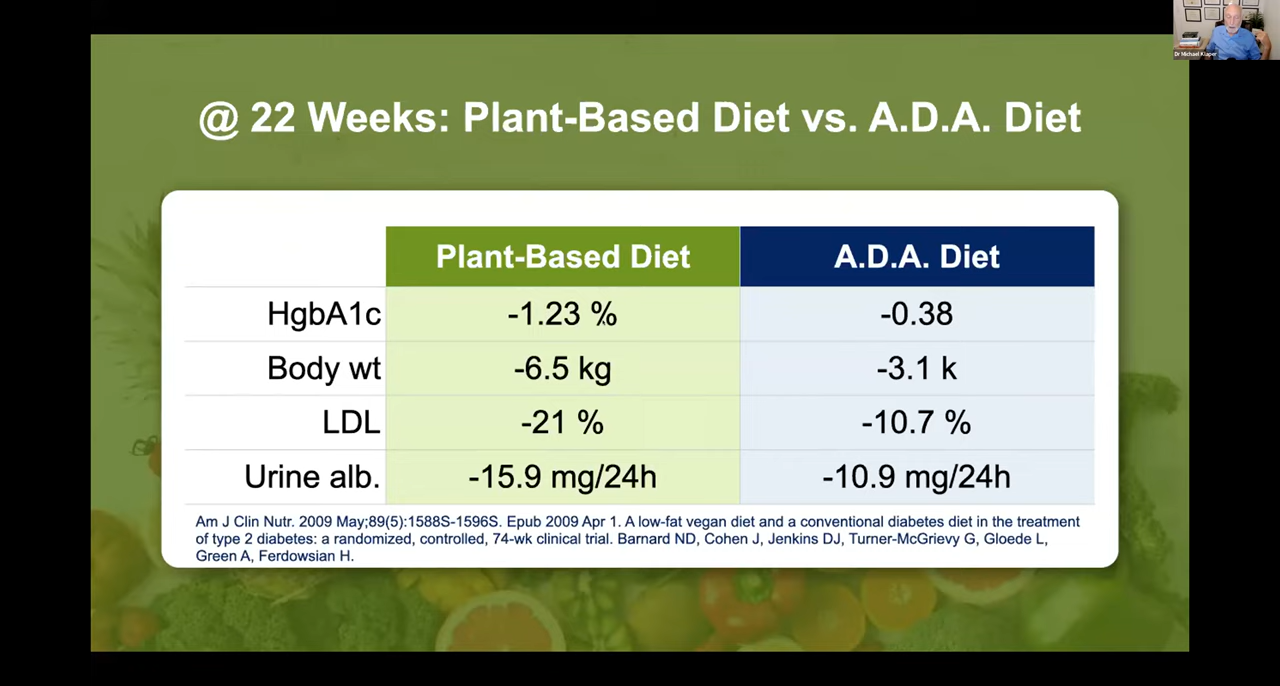 Dr Michael Klaper
@ 22 Weeks: Plant-Based Diet vs. A.D.A. Diet
Plant-Based Diet A.D.A. Diet
HgbA1c -1.23 % -0.38
Body wt -6.5 kg -3.1 k
LDL -21 % -10.7 %
Urine alb. -15.9 mg/24h -10.9 mg/24h
Am J Clin Nutr. 2009 May;89(5):1588S-1596S. Epub 2009 Apr 1. A low-fat vegan diet and a conventional diabetes diet in the treatment
of type 2 diabetes: a randomized, controlled, 74-wk clinical trial. Barnard ND, Cohen J, Jenkins DJ, Turner-McGrievy G, Gloede L,
Green A, Ferdowsian H.